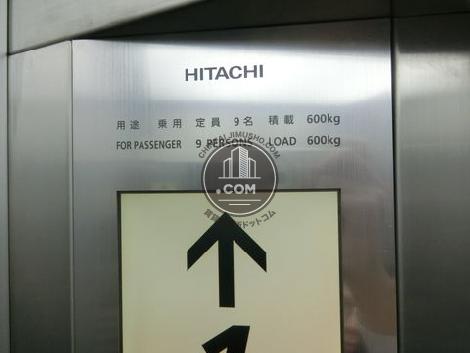 HITACHI
用途 乗用 定員 9名 積載 600kg
FOR PASSENGER 9 PERSONS LOAD 600kg
.COM